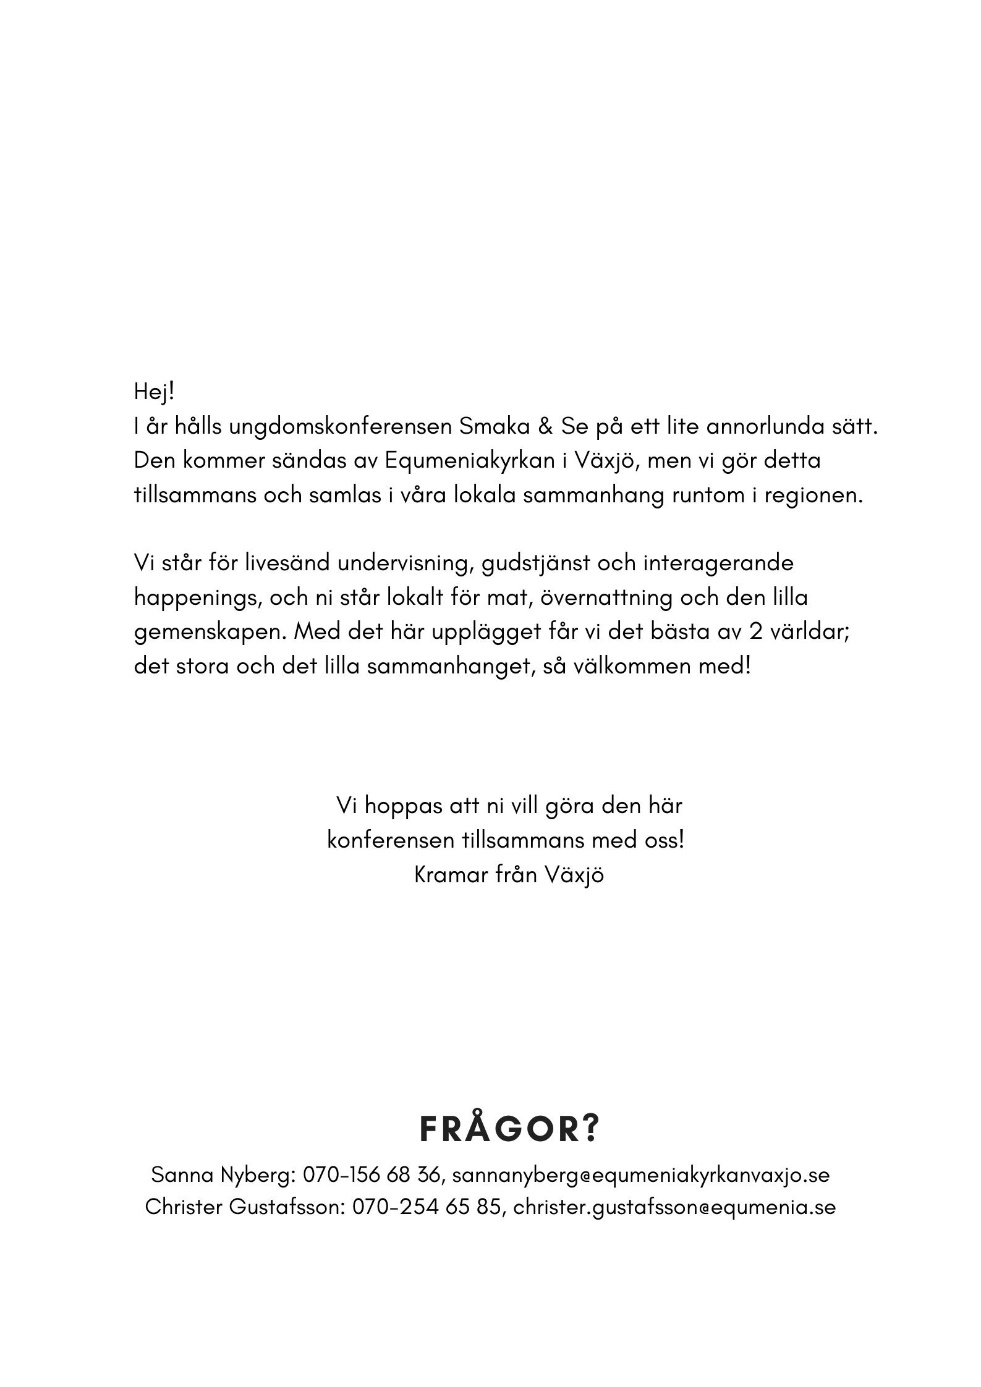 Hej!
I år hålls ungdomskonferensen Smaka & Se på ett lite annorlunda sätt.
Den kommer sändas av Equmeniakyrkan i Växjö, men vi gör detta
tillsammans och samlas i våra lokala sammanhang runtom i regionen.
Vi står för livesänd undervisning, gudstjänst och interagerande
happenings, och ni står lokalt för mat, övernattning och den lilla
gemenskapen. Med det här upplägget får vi det bästa av 2 världar;
det stora och det lilla sammanhanget, så välkommen med!
Vi hoppas att ni vill göra den här
konferensen tillsammans med oss!
Kramar från Växjö
FRÅGOR?
Sanna Nyberg: 070-156 68 36, sannanyberg@equmeniakyrkanvaxjo.se
Christer Gustafsson: 070-254 65 85, christer.gustafsson@equmenia.se